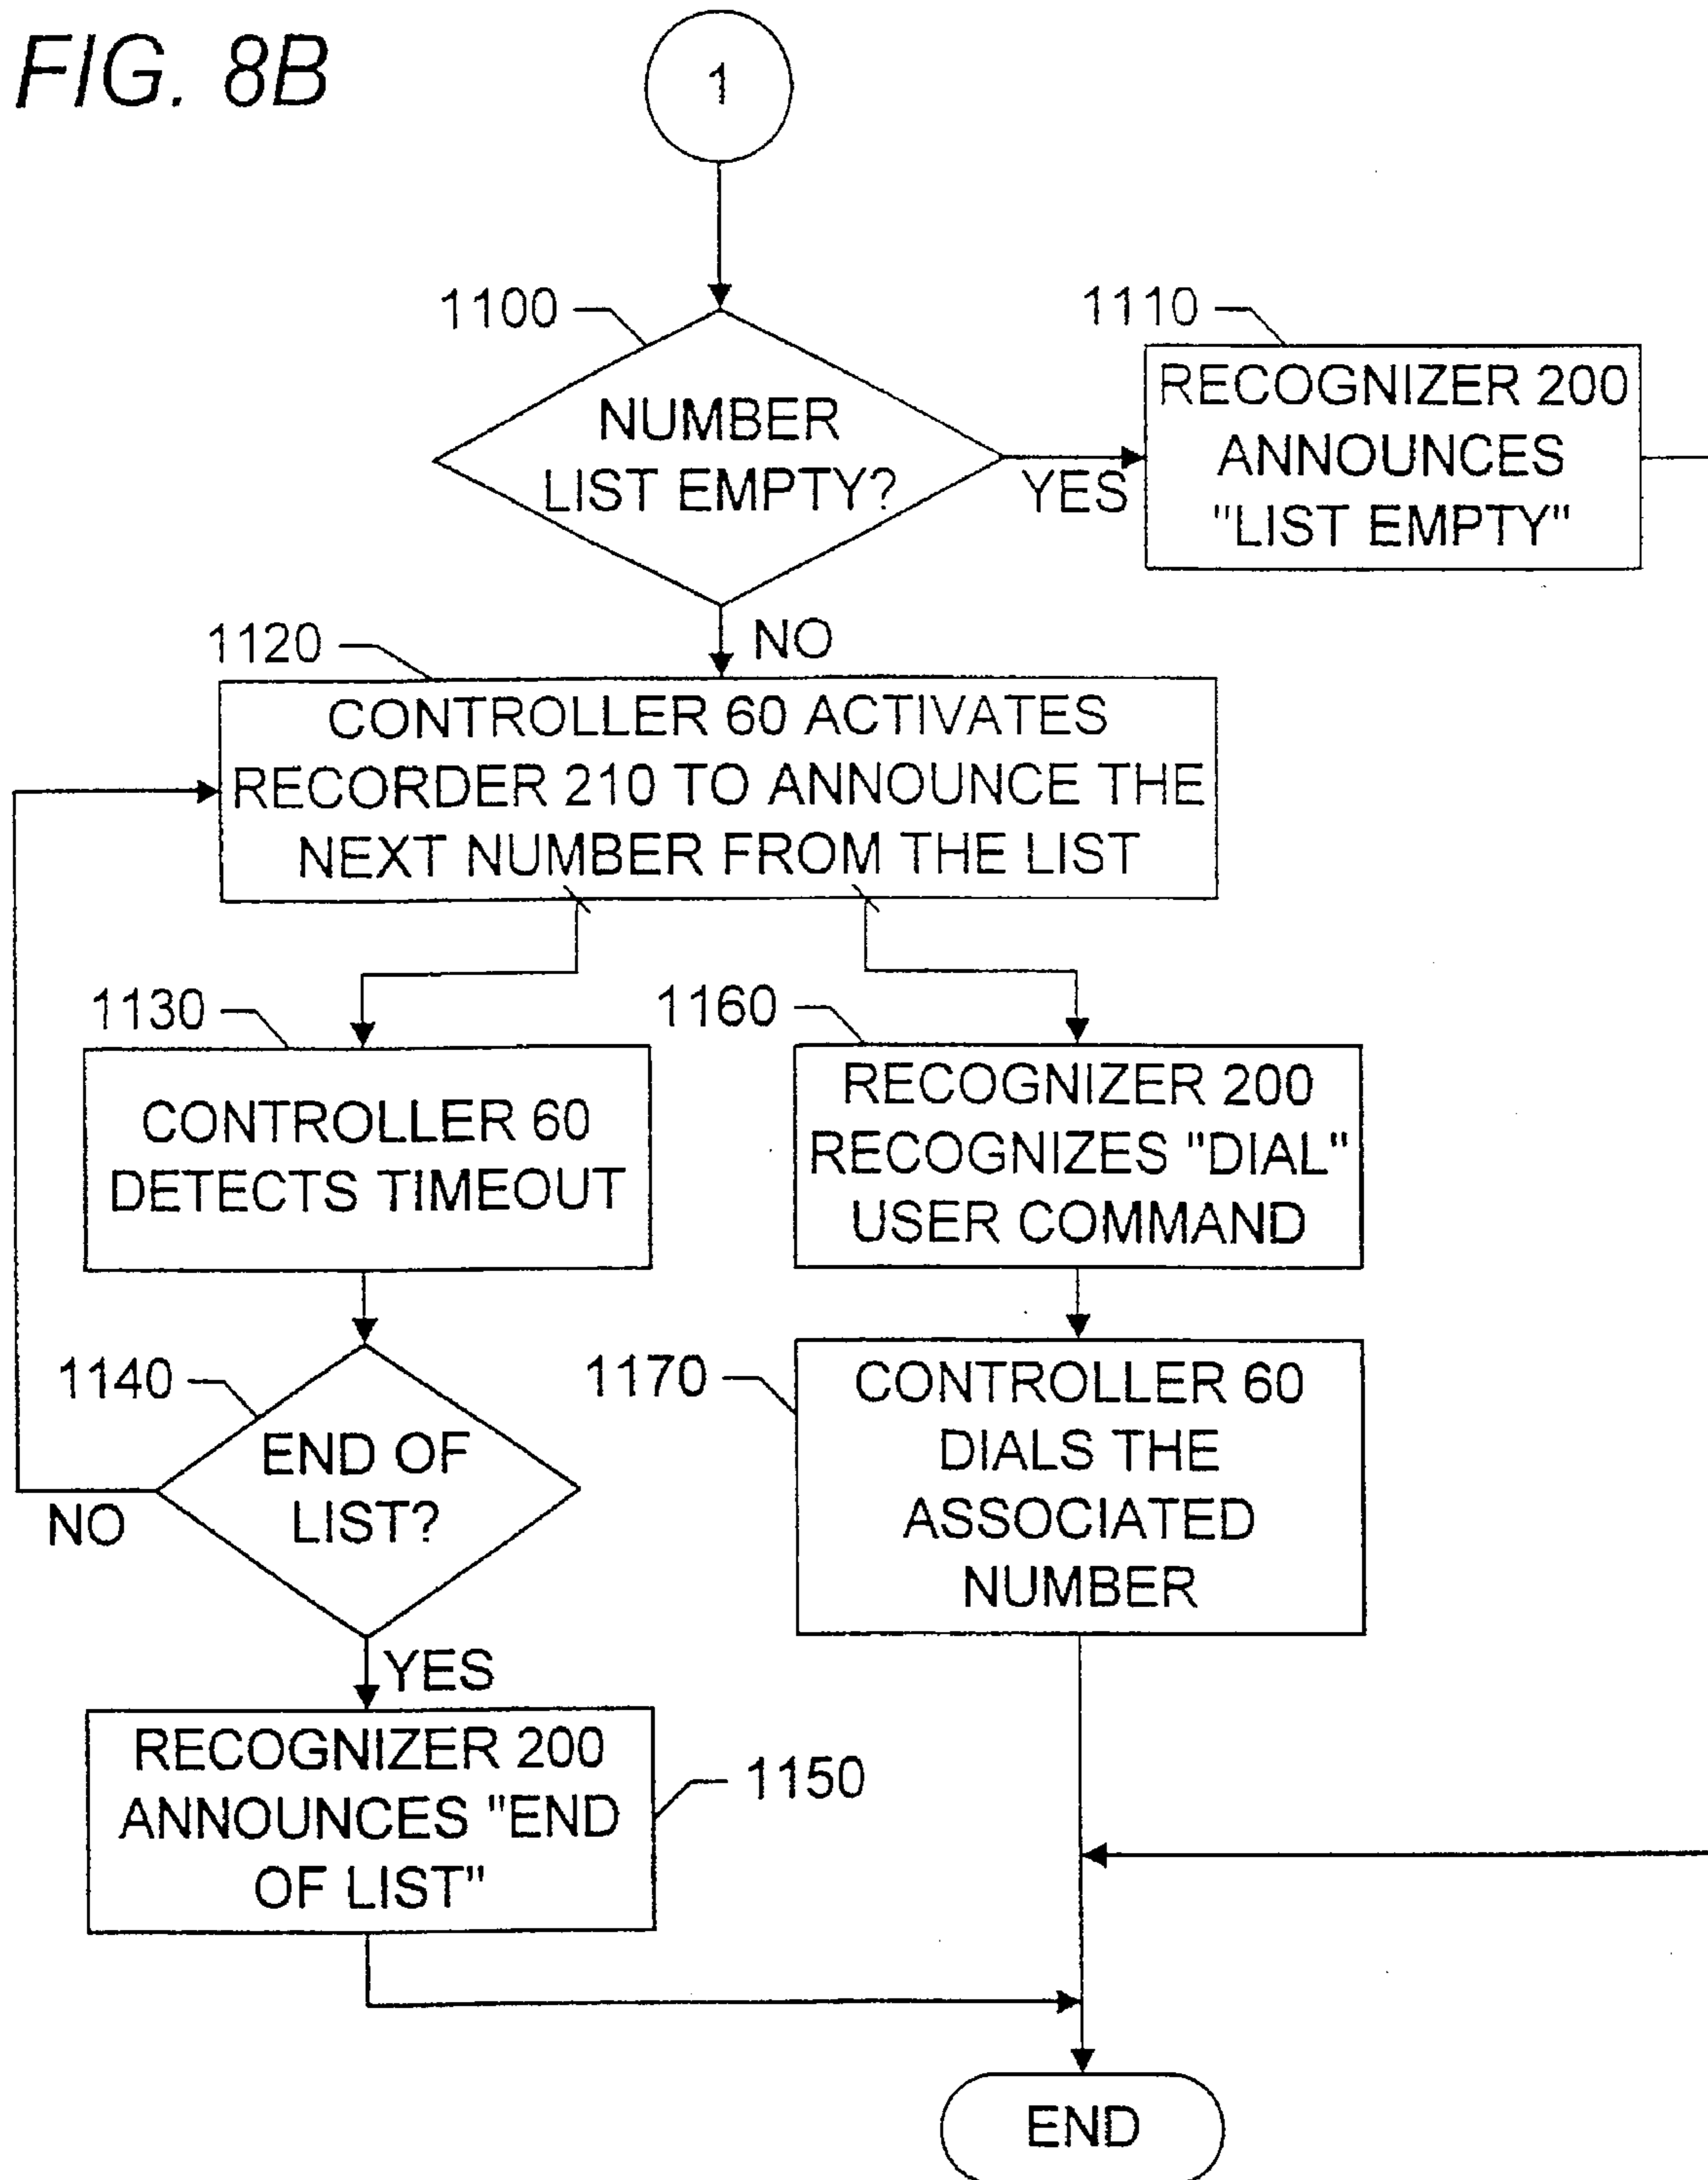 FIG. 8B
1
1100
NUMBER
LIST EMPTY?
YES
1110
RECOGNIZER 200
ANNOUNCES
"LIST EMPTY"
NO
1120
CONTROLLER 60 ACTIVATES
RECORDER 210 TO ANNOUNCE THE
NEXT NUMBER FROM THE LIST
1130
CONTROLLER 60
DETECTS TIMEOUT
1160
RECOGNIZER 200
RECOGNIZES "DIAL"
USER COMMAND
1140
END OF
LIST?
NO
YES
1170
CONTROLLER 60
DIALS THE
ASSOCIATED
NUMBER
RECOGNIZER 200
ANNOUNCES "END
OF LIST"
1150
END